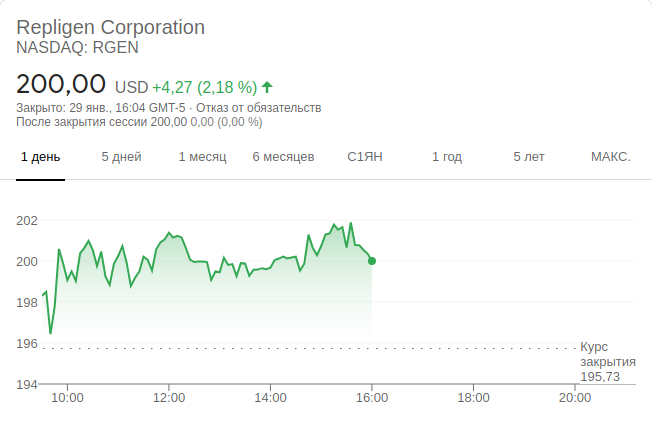 Repligen Corporation
NASDAQ: RGEN
200,00 USD +4,27 (2,18 %)
Закрыто: 29 янв., 16:04 GMT-5 · Отказ от обязательств
После закрытия сессии 200,00 0,00 (0,00 %)
1 день 5 дней 1 месяц 6 месяцев С1ЯН 1 год 5 лет МАКС.
202
200
198
196
Курс
закрытия
195,73
194
10:00 12:00 14:00 16:00 18:00 20:00